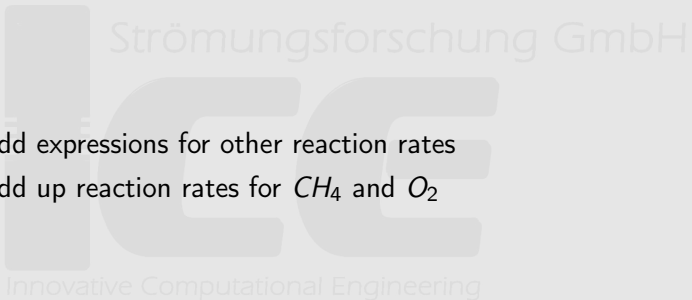 Strömungsforschung GmbH
ICE
dd expressions for other reaction rates
dd up reaction rates for CH₄ and O₂
Innovative Computational Engineering